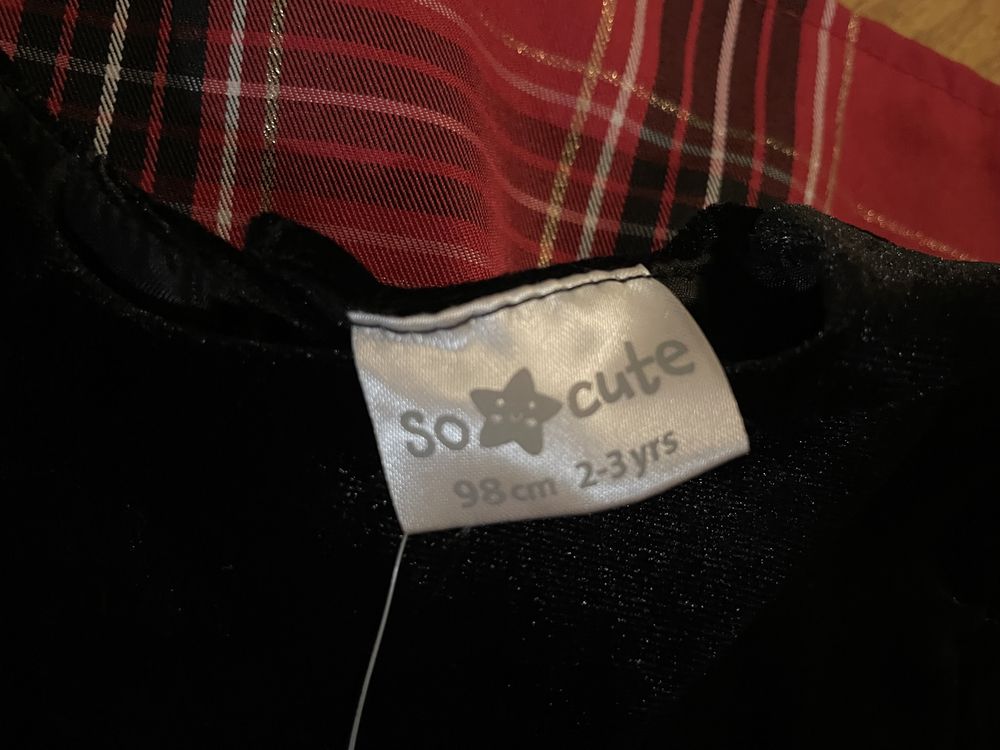 So cute
98 cm 2-3 yrs